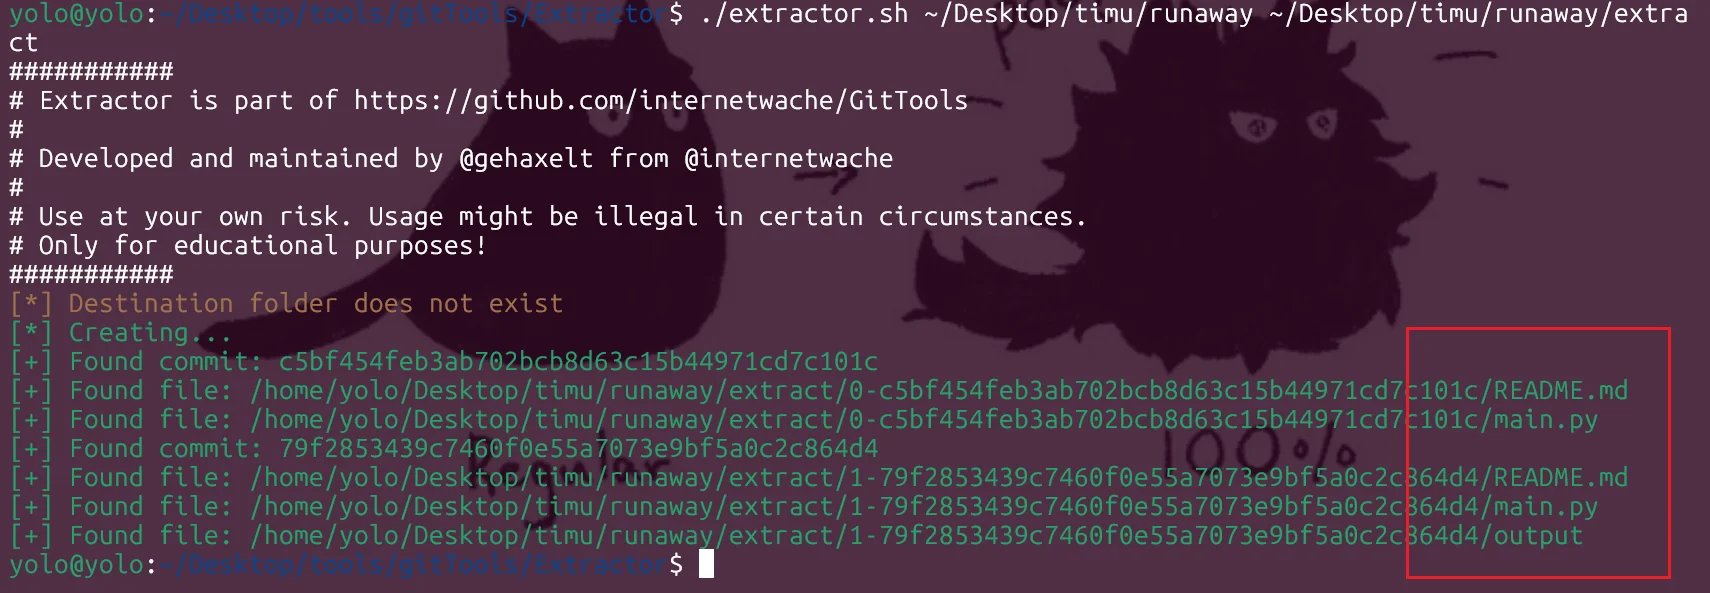 yolo@yolo:~/Desktop/tools/gitTools/Extractor$ ./extractor.sh ~/Desktop/timu/runaway ~/Desktop/timu/runaway/extra
ct
###########
# Extractor is part of https://github.com/internetwache/GitTools
#
# Developed and maintained by @gehaxelt from @internetwache
#
# Use at your own risk. Usage might be illegal in certain circumstances.
# Only for educational purposes!
###########
[*] Destination folder does not exist
[*] Creating...
[+] Found commit: c5bf454feb3ab702bcb8d63c15b44971cd7c101c
[+] Found file: /home/yolo/Desktop/timu/runaway/extract/0-c5bf454feb3ab702bcb8d63c15b44971cd7c101c/README.md
[+] Found file: /home/yolo/Desktop/timu/runaway/extract/0-c5bf454feb3ab702bcb8d63c15b44971cd7c101c/main.py
[+] Found commit: 79f2853439c7460f0e55a7073e9bf5a0c2c864d4
[+] Found file: /home/yolo/Desktop/timu/runaway/extract/1-79f2853439c7460f0e55a7073e9bf5a0c2c864d4/README.md
[+] Found file: /home/yolo/Desktop/timu/runaway/extract/1-79f2853439c7460f0e55a7073e9bf5a0c2c864d4/main.py
[+] Found file: /home/yolo/Desktop/timu/runaway/extract/1-79f2853439c7460f0e55a7073e9bf5a0c2c864d4/output
yolo@yolo:~/Desktop/tools/gitTools/Extractor$
Regular
100%